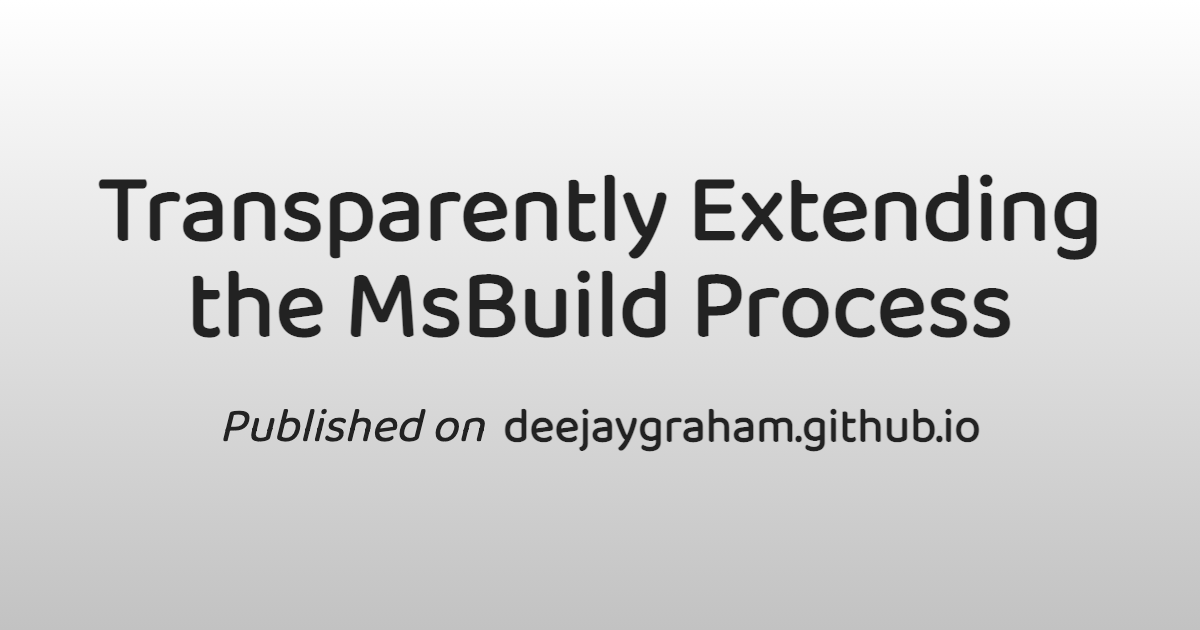 Transparently Extending
the MsBuild Process
Published on deejaygraham.github.io